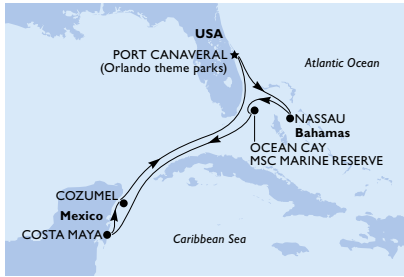 USA
PORT CANAVERAL
(Orlando theme parks)
Atlantic Ocean
NASSAU
Bahamas
OCEAN CAY
MSC MARINE RESERVE
COZUMEL
Mexico
COSTA MAYA
Caribbean Sea